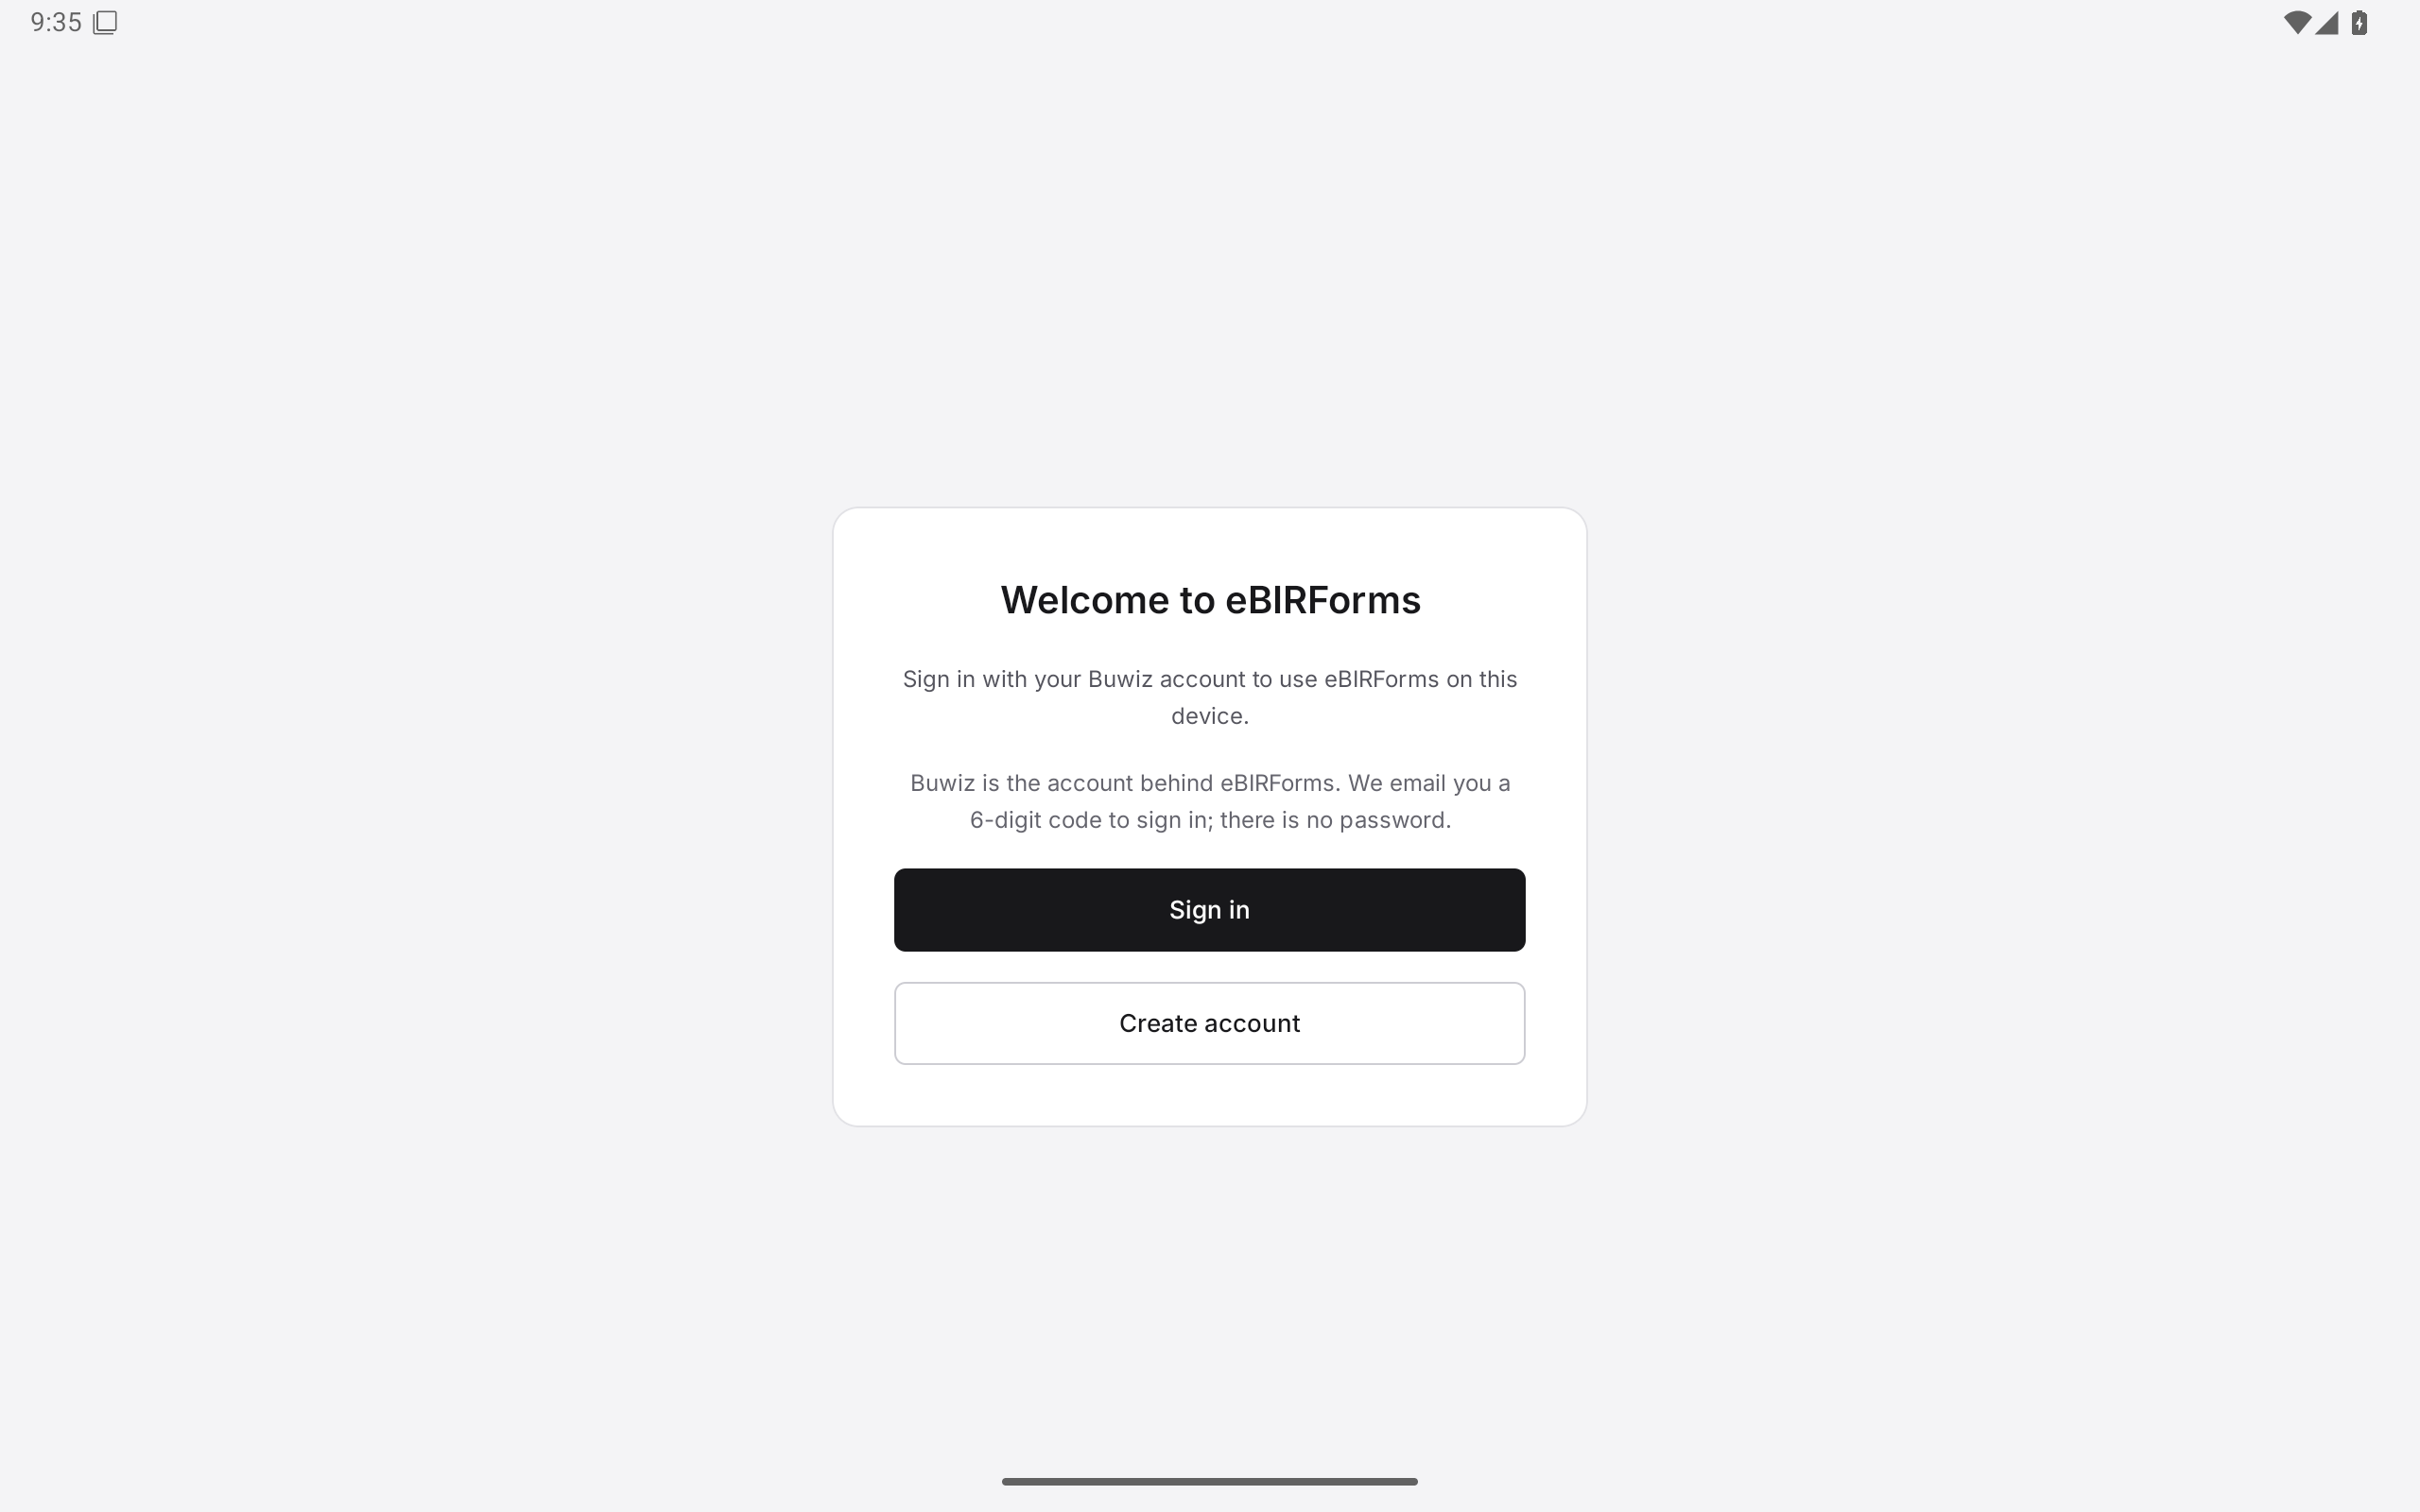 9:35
Welcome to eBIRForms
Sign in with your Buwiz account to use eBIRForms on this
device.
Buwiz is the account behind eBIRForms. We email you a
6-digit code to sign in; there is no password.
Sign in
Create account